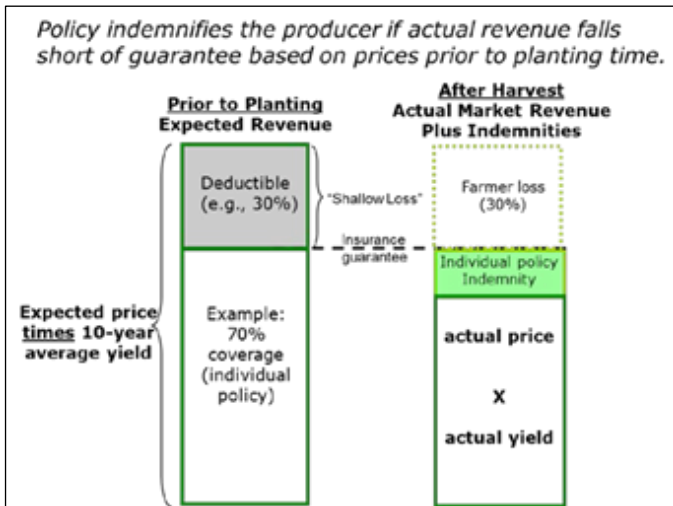 Policy indemnifies the producer if actual revenue falls
short of guarantee based on prices prior to planting time.
Prior to Planting
Expected Revenue
After Harvest
Actual Market Revenue
Plus Indemnities
Deductible
(e.g., 30%)
"Shallow Loss"
Farmer loss
(30%)
Insurance
guarantee
Individual policy
Indemnity
Expected price
times 10-year
average yield
Example:
70%
coverage
(individual
policy)
actual price
X
actual yield